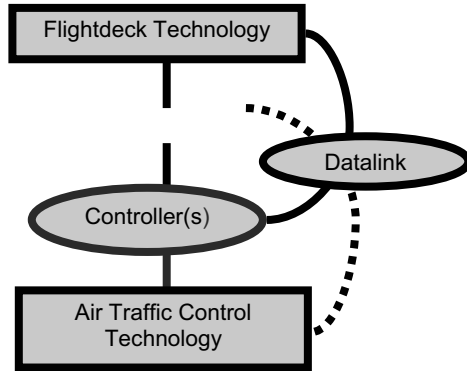 Flightdeck Technology
Datalink
Controller(s)
Air Traffic Control
Technology